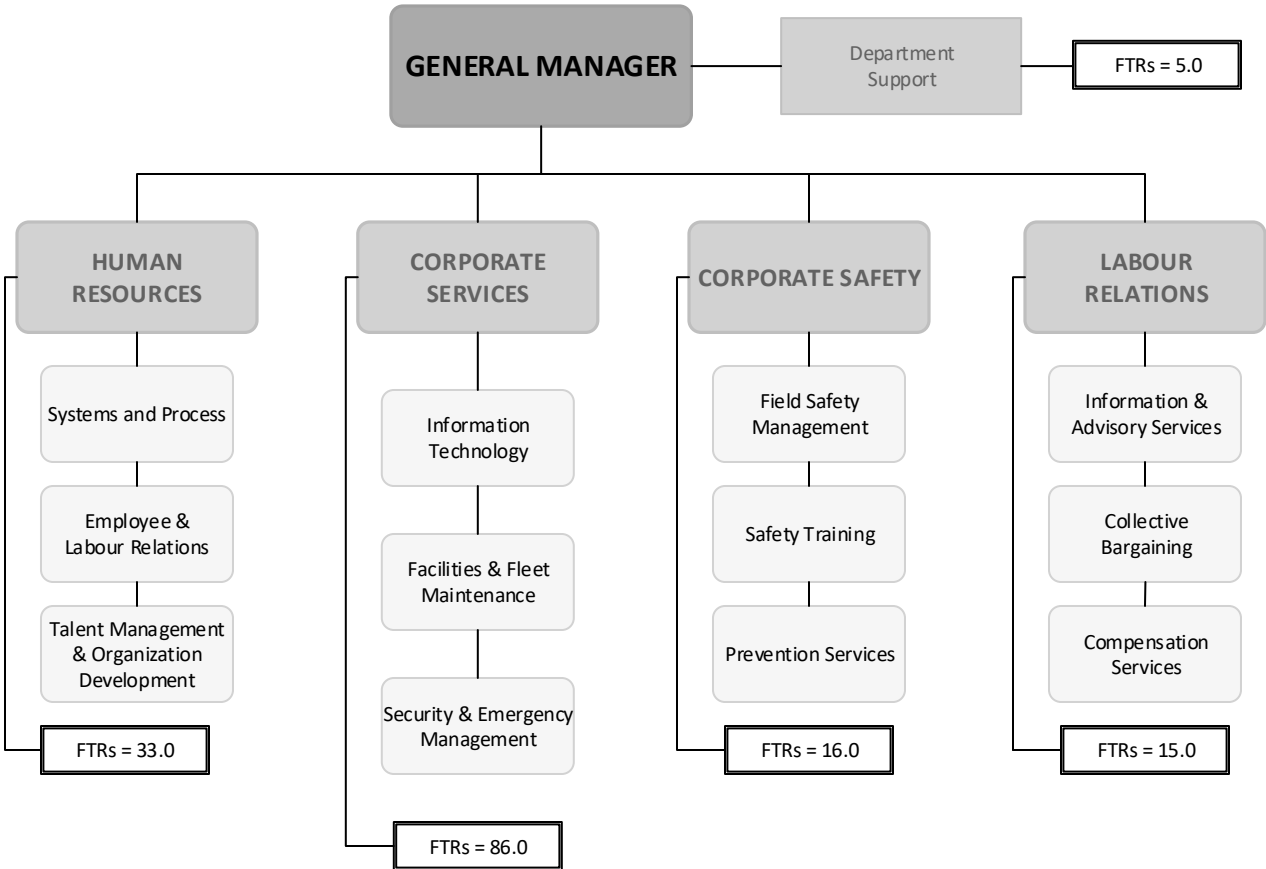 GENERAL MANAGER
Department
Support
FTRs = 5.0
HUMAN
RESOURCES
Systems and Process
Employee &
Labour Relations
Talent Management
& Organization
Development
FTRs = 33.0
CORPORATE
SERVICES
Information
Technology
Facilities & Fleet
Maintenance
Security & Emergency
Management
FTRs = 86.0
CORPORATE SAFETY
Field Safety
Management
Safety Training
Prevention Services
FTRs = 16.0
LABOUR
RELATIONS
Information &
Advisory Services
Collective
Bargaining
Compensation
Services
FTRs = 15.0